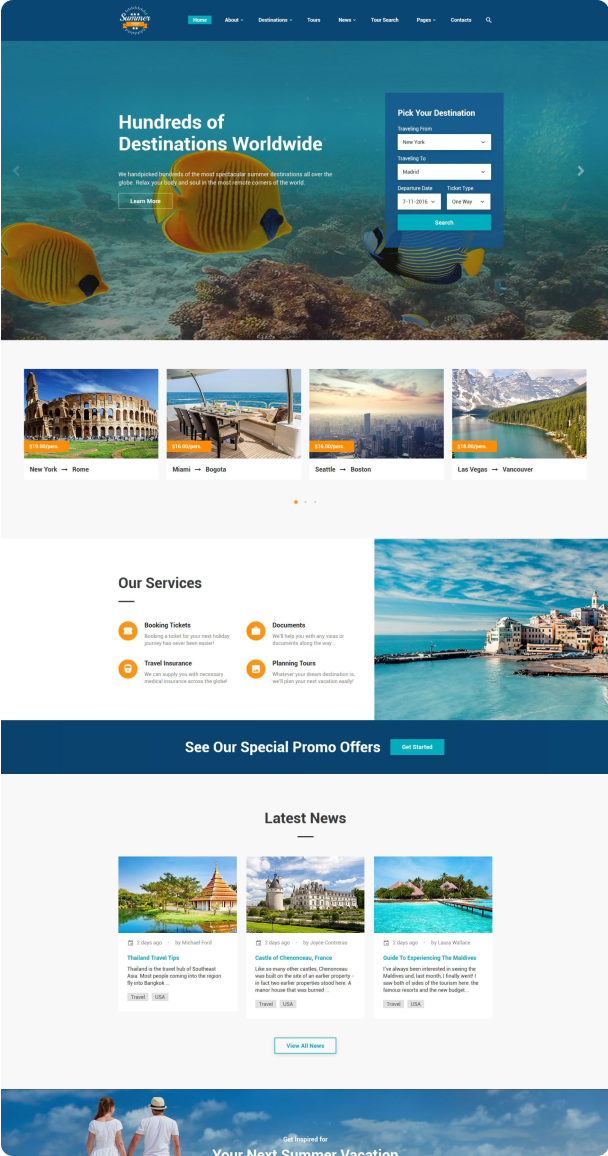 Summer
Home About Destinations Tours News Tour Search Pages Contacts
Hundreds of
Destinations Worldwide
We handpicked hundreds of the most spectacular summer destinations all over the
globe. Relax your body and soul in the most remote corners of the world.
Learn More
Pick Your Destination
Traveling From
New York
Traveling To
Madrid
Departure Date Ticket Type
7-11-2016 One Way
Search
$19.00/pers. $16.00/pers. $16.00/pers. $18.00/pers.
New York → Rome Miami → Bogota Seattle → Boston Las Vegas → Vancouver
Our Services
Booking Tickets
Booking a ticket for your next holiday
journey has never been easier!
Documents
We'll help you with any visas or
documents along the way...
Travel Insurance
We can supply you with necessary
medical insurance across the globe!
Planning Tours
Whatever your dream destination is,
we'll plan your next vacation easily!
See Our Special Promo Offers Get Started
Latest News
2 days ago · by Michael Ford
Thailand Travel Tips
Thailand is the travel hub of Southeast
Asia. Most people coming into the region
fly into Bangkok ...
Travel USA
2 days ago · by Joyce Contreras
Castle of Chenonceau, France
Like so many other castles, Chenonceau
was built on the site of an earlier property -
in fact two earlier properties stood here. A
manor house that was burned ...
Travel USA
2 days ago · by Laura Wallane
Guide To Experiencing The Maldives
I've always been interested in seeing the
Maldives and, last month, I finally went! I
saw both of sides of the tourism here: the
famous resorts and the new budget...
Travel USA
View All News
Get Inspired for
Your Next Summer Vacation